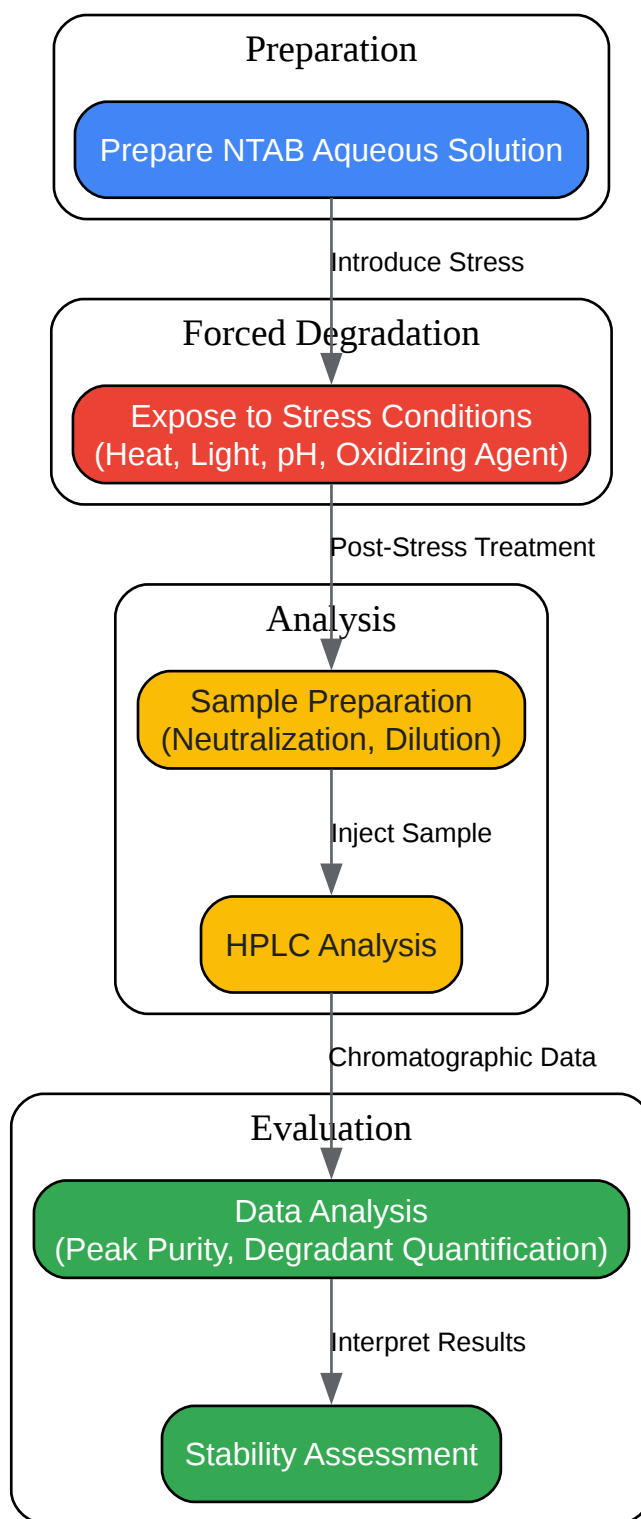 Preparation
Prepare NTAB Aqueous Solution
Introduce Stress
Forced Degradation
Expose to Stress Conditions
(Heat, Light, pH, Oxidizing Agent)
Post-Stress Treatment
Analysis
Sample Preparation
(Neutralization, Dilution)
Inject Sample
HPLC Analysis
Chromatographic Data
Evaluation
Data Analysis
(Peak Purity, Degradant Quantification)
Interpret Results
Stability Assessment